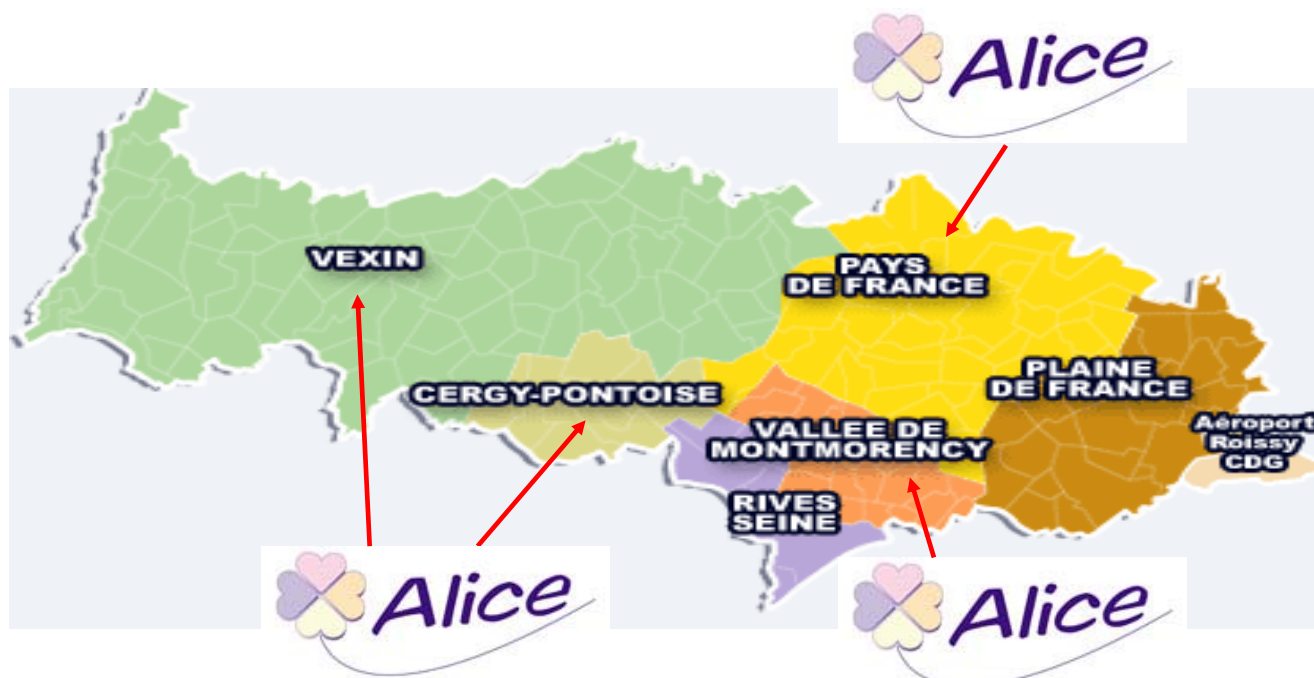 Alice
VEXIN
PAYS
DE FRANCE
PLAINE
DE FRANCE
CERGY-PONTOISE
Aéroport
Roissy
CDG
VALLEE DE
MONTMORENCY
RIVES
SEINE
Alice
Alice